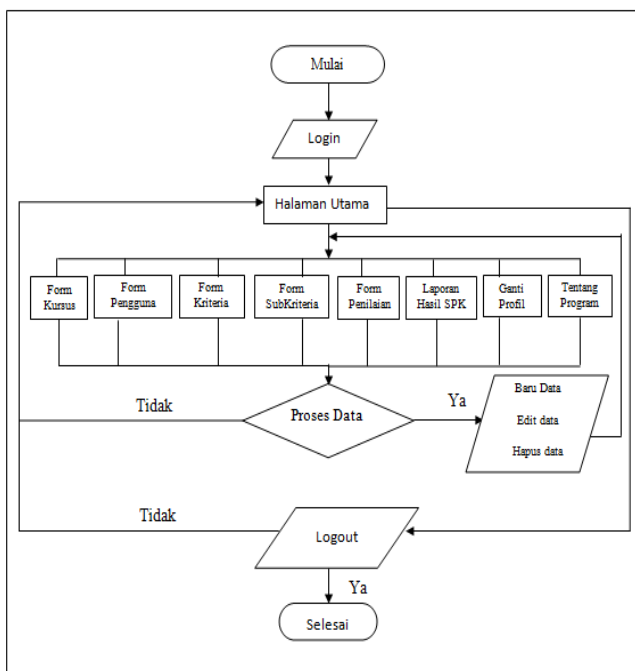 Mulai
Login
Halaman Utama
Form
Kursus
Form
Pengguna
Form
Kriteria
Form
SubKriteria
Form
Penilaian
Laporan
Hasil SPK
Ganti
Profil
Tentang
Program
Tidak
Proses Data
Ya
Baru Data
Edit data
Hapus data
Tidak
Logout
Ya
Selesai